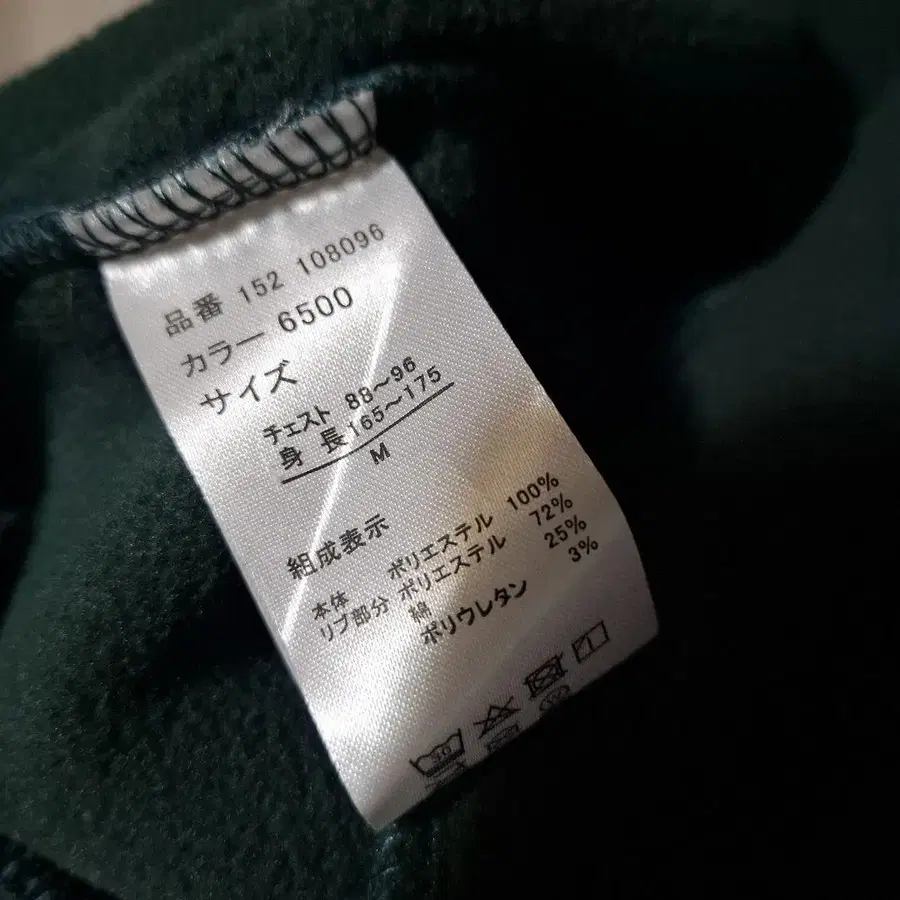 品番 152 108096
カラー 6500
サイズ
チェスト 88～96
身長 165～175
M
組成表示
本体 ポリエステル 100%
リブ部分 ポリエステル 72%
綿 25%
ポリウレタン 3%
30